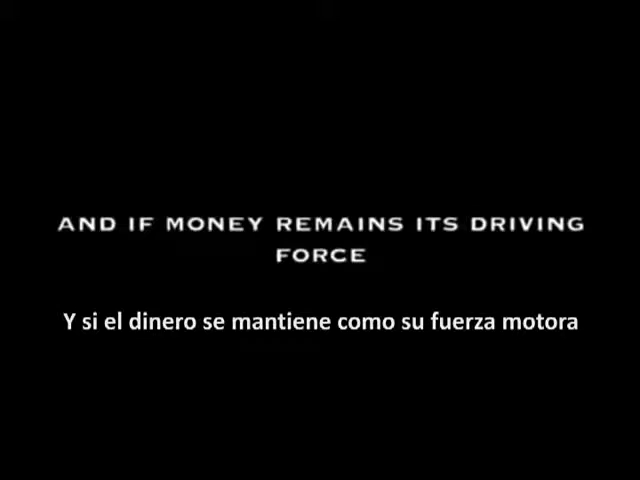 AND IF MONEY REMAINS ITS DRIVING
FORCE
Y si el dinero se mantiene como su fuerza motora